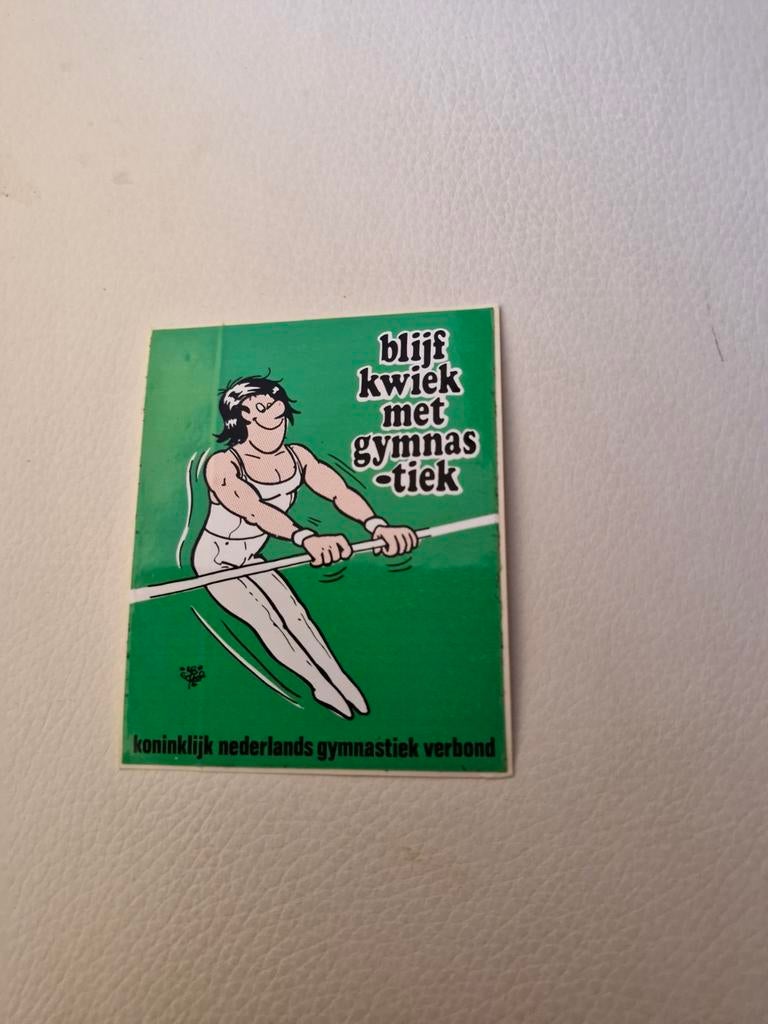 blijf
kwiek
met
gymnas
-tiek
koninklijk nederlands gymnastiek verbond